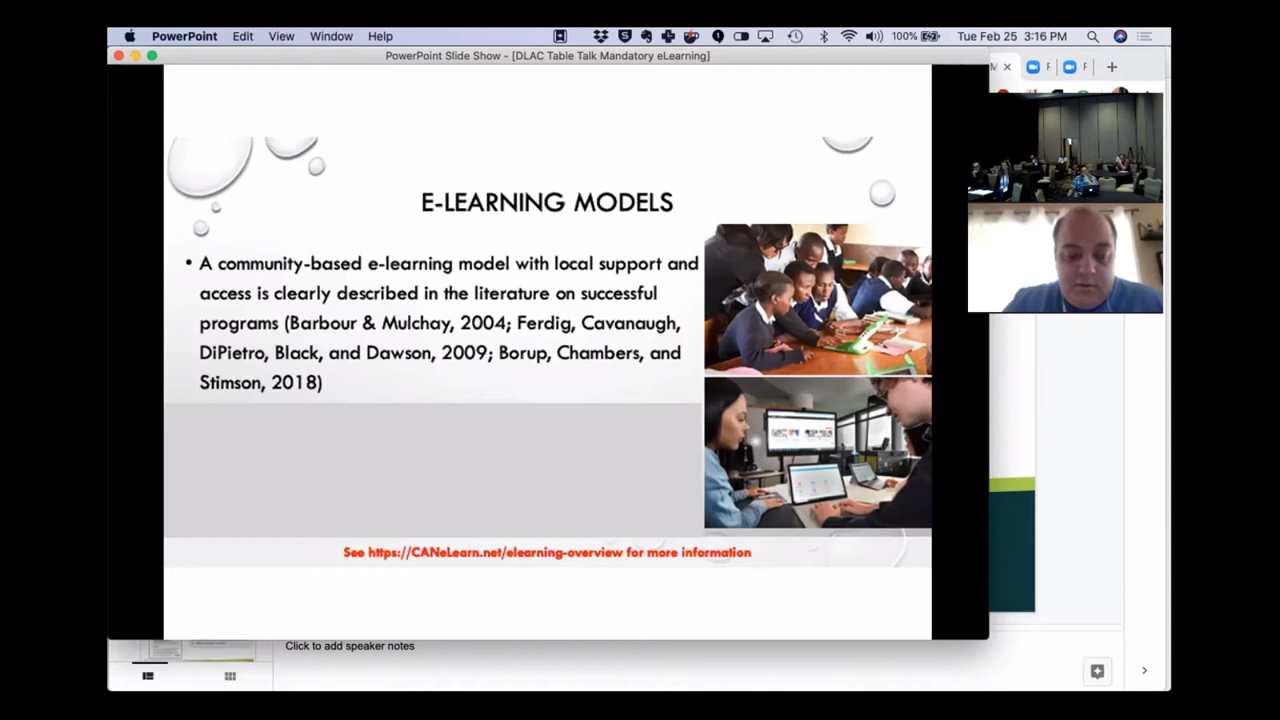 PowerPoint Edit View Window Help 100% Tue Feb 25 3:16 PM
PowerPoint Slide Show - [DLAC Table Talk Mandatory eLearning]
E-LEARNING MODELS
• A community-based e-learning model with local support and
access is clearly described in the literature on successful
programs (Barbour & Mulchay, 2004; Ferdig, Cavanaugh,
DiPietro, Black, and Dawson, 2009; Borup, Chambers, and
Stimson, 2018)
See https://CANeLearn.net/elearning-overview for more information
Click to add speaker notes